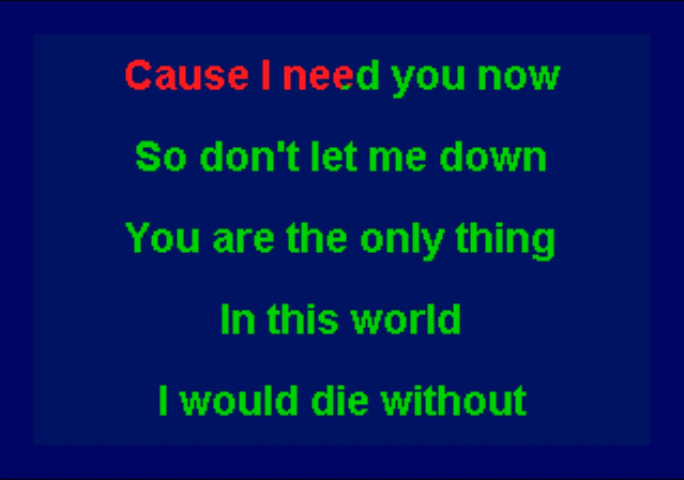 Cause I need you now
So don't let me down
You are the only thing
In this world
I would die without